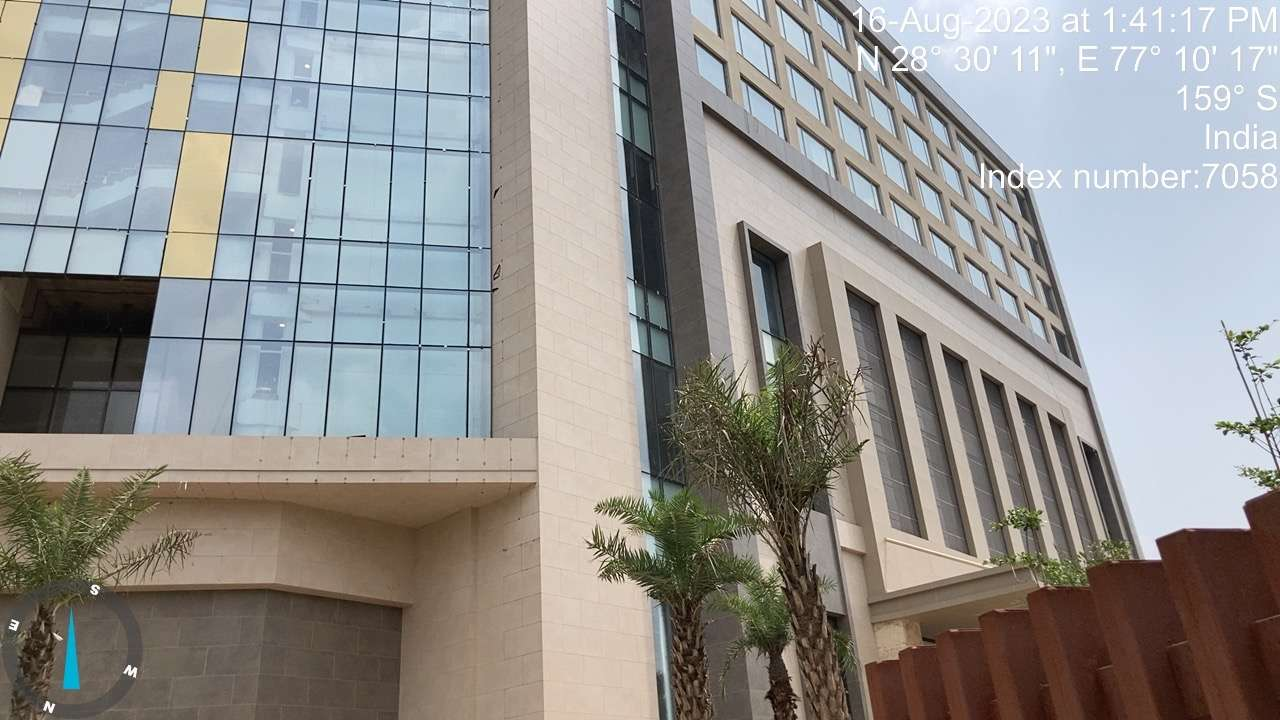 16-Aug-2023 at 1:41:17 PM
N 28° 30' 11", E 77° 10' 17"
159° S
India
Index number:7058
S
E
W
N